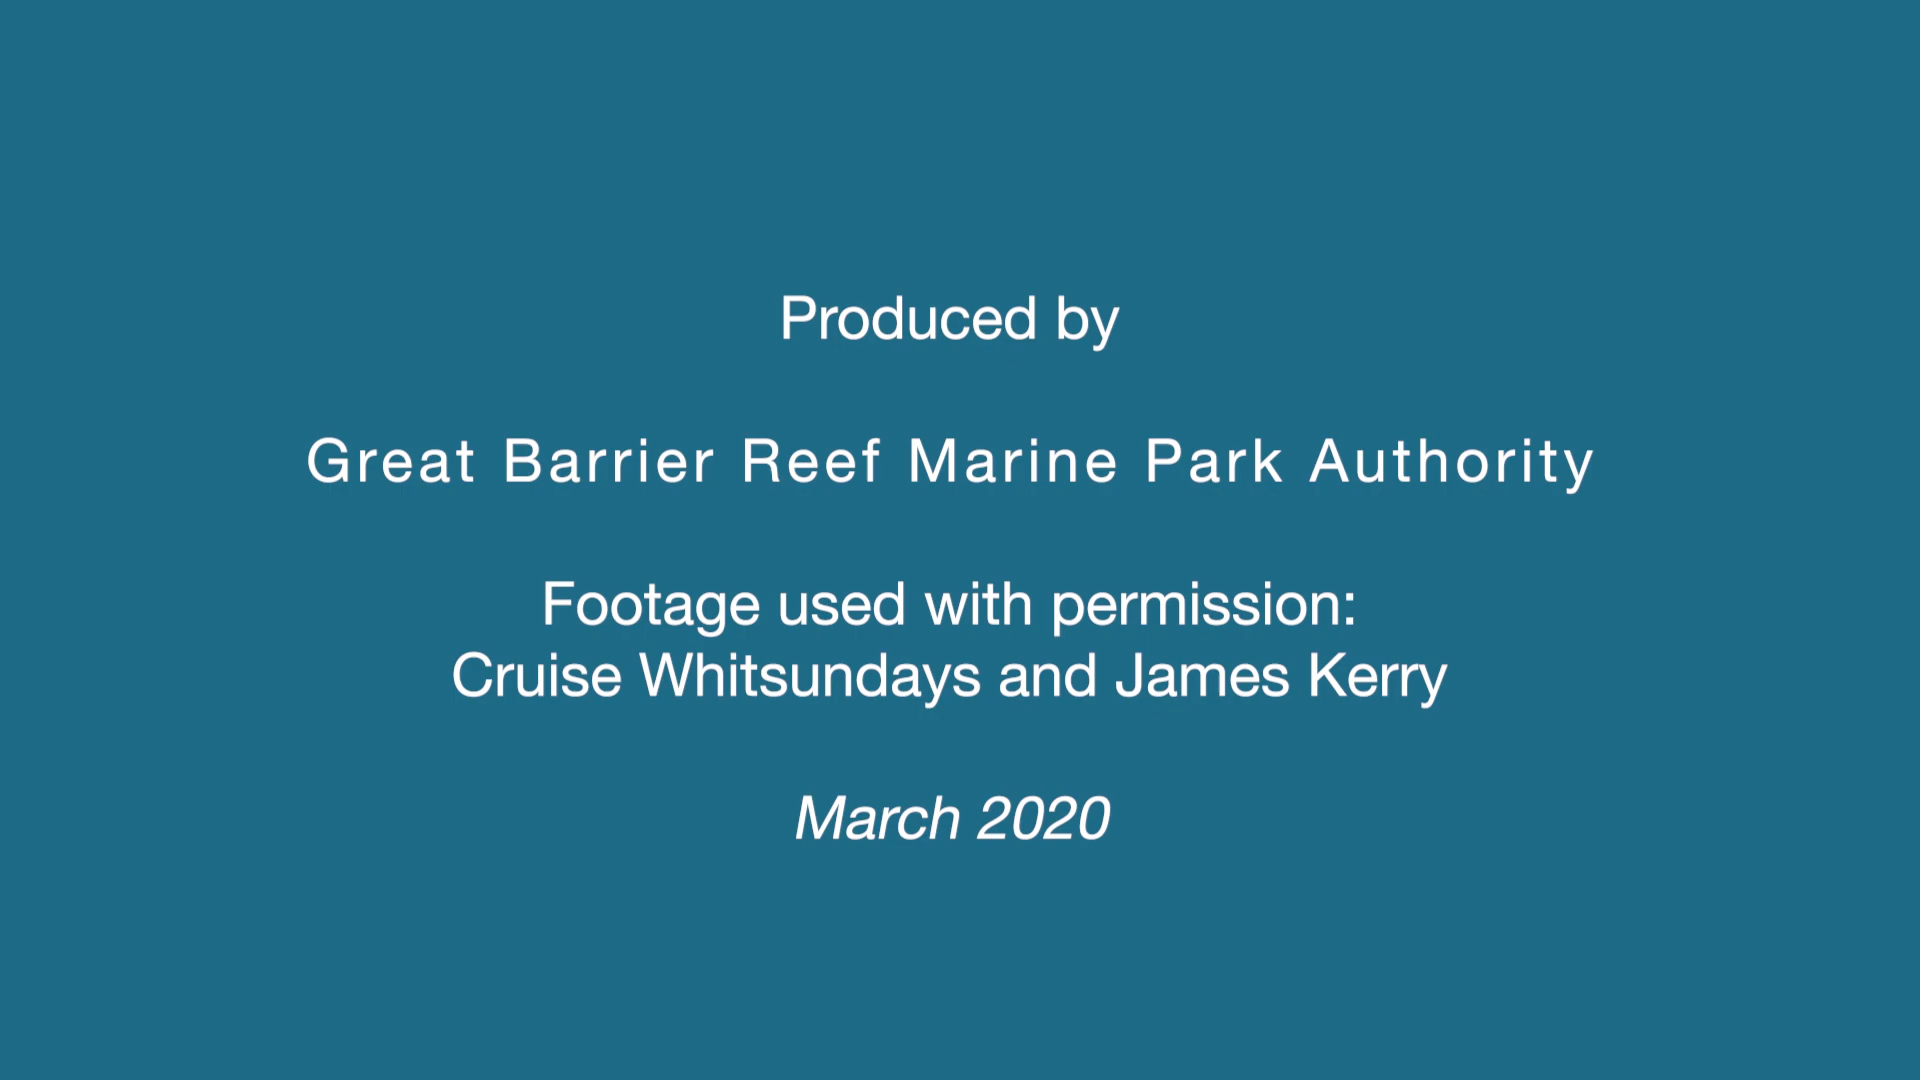 Produced by
Great Barrier Reef Marine Park Authority
Footage used with permission:
Cruise Whitsundays and James Kerry
March 2020